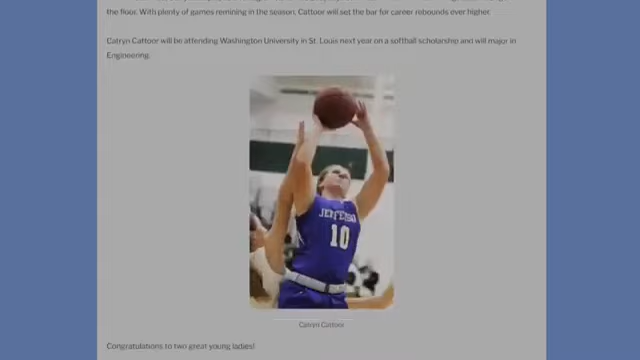 the floor. With plenty of games remining in the season, Cattoor will set the bar for career rebounds ever higher.
Catryn Cattoor will be attending Washington University in St. Louis next year on a softball scholarship and will major in
Engineering.
JEFFERSO
10
Catryn Cattoor
Congratulations to two great young ladies!